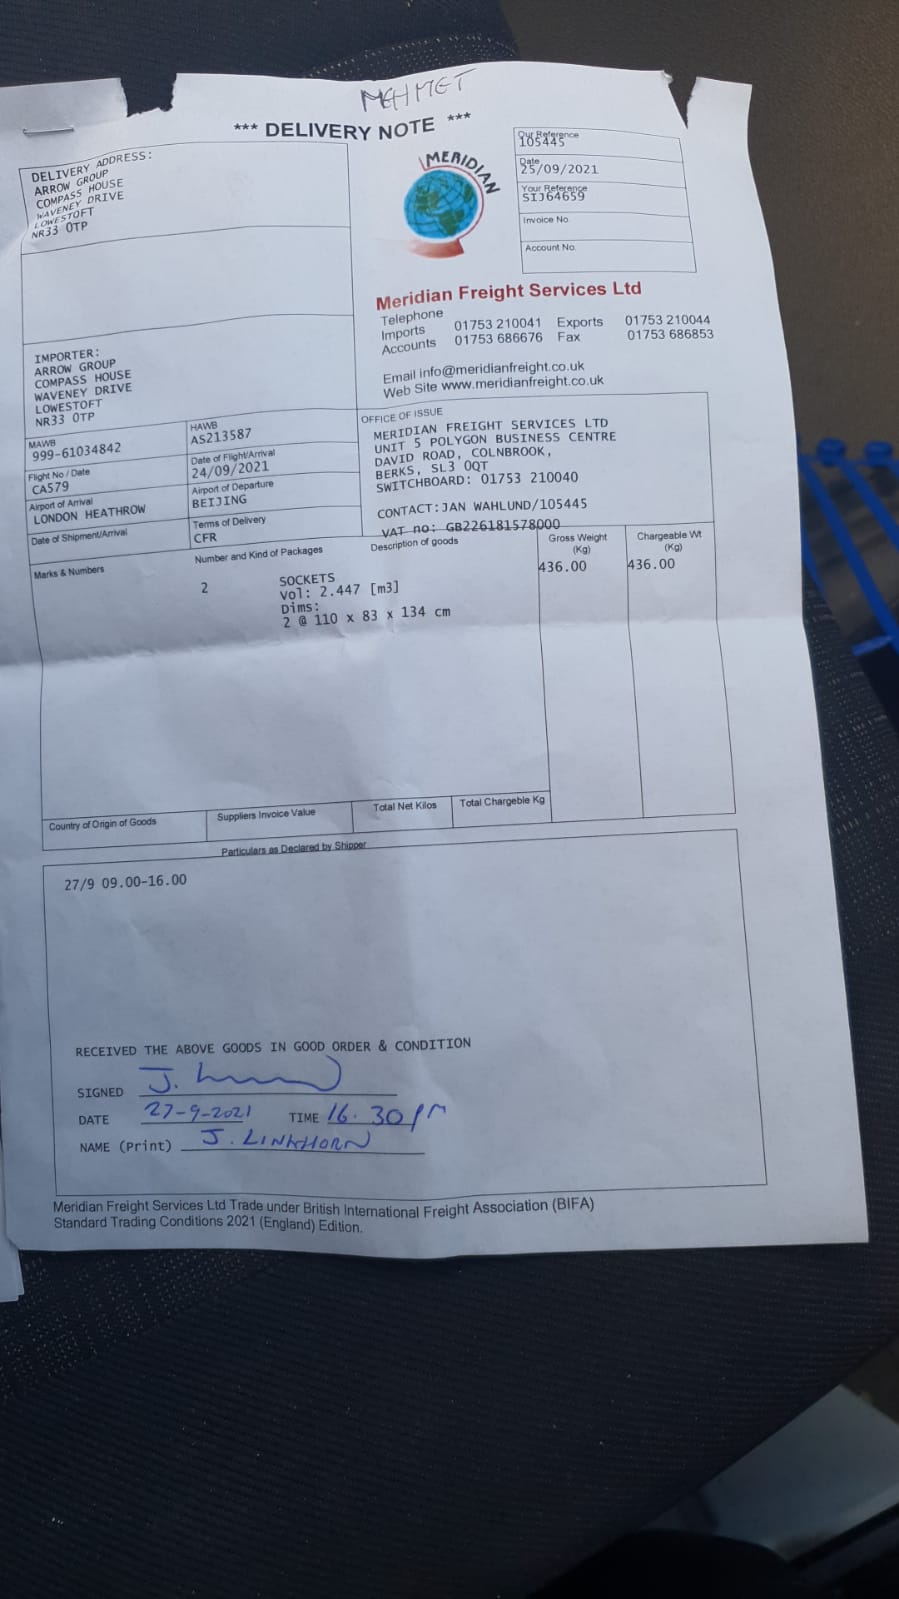 MEHMET
*** DELIVERY NOTE ***
DELIVERY ADDRESS:
ARROW GROUP
COMPASS HOUSE
WAVENEY DRIVE
LOWESTOFT
NR33 0TP
MERIDIAN
Our Reference
105445
Date
25/09/2021
Your Reference
SIJ64659
Invoice No.
Account No.
Meridian Freight Services Ltd
Telephone
Imports 01753 210041 Exports 01753 210044
Accounts 01753 686676 Fax 01753 686853
Email info@meridianfreight.co.uk
Web Site www.meridianfreight.co.uk
IMPORTER:
ARROW GROUP
COMPASS HOUSE
WAVENEY DRIVE
LOWESTOFT
NR33 0TP
MAWB
999-61034842
HAWB
AS213587
Flight No / Date
CA579
Date of Flight/Arrival
24/09/2021
Airport of Arrival
LONDON HEATHROW
Airport of Departure
BEIJING
Date of Shipment/Arrival
Terms of Delivery
CFR
OFFICE OF ISSUE
MERIDIAN FREIGHT SERVICES LTD
UNIT 5 POLYGON BUSINESS CENTRE
DAVID ROAD, COLNBROOK,
BERKS, SL3 0QT
SWITCHBOARD: 01753 210040
CONTACT:JAN WAHLUND/105445
VAT no: GB226181578000
Marks & Numbers
Number and Kind of Packages
Description of goods
Gross Weight
(Kg)
Chargeable Wt
(Kg)
2 SOCKETS 436.00 436.00
Vol: 2.447 [m3]
Dims:
2 @ 110 x 83 x 134 cm
Country of Origin of Goods
Suppliers Invoice Value
Total Net Kilos
Total Chargeble Kg
Particulars as Declared by Shipper
27/9 09.00-16.00
RECEIVED THE ABOVE GOODS IN GOOD ORDER & CONDITION
SIGNED J.
DATE 27-9-2021 TIME 16.30pm
NAME (Print) J. LINKHORN
Meridian Freight Services Ltd Trade under British International Freight Association (BIFA)
Standard Trading Conditions 2021 (England) Edition.